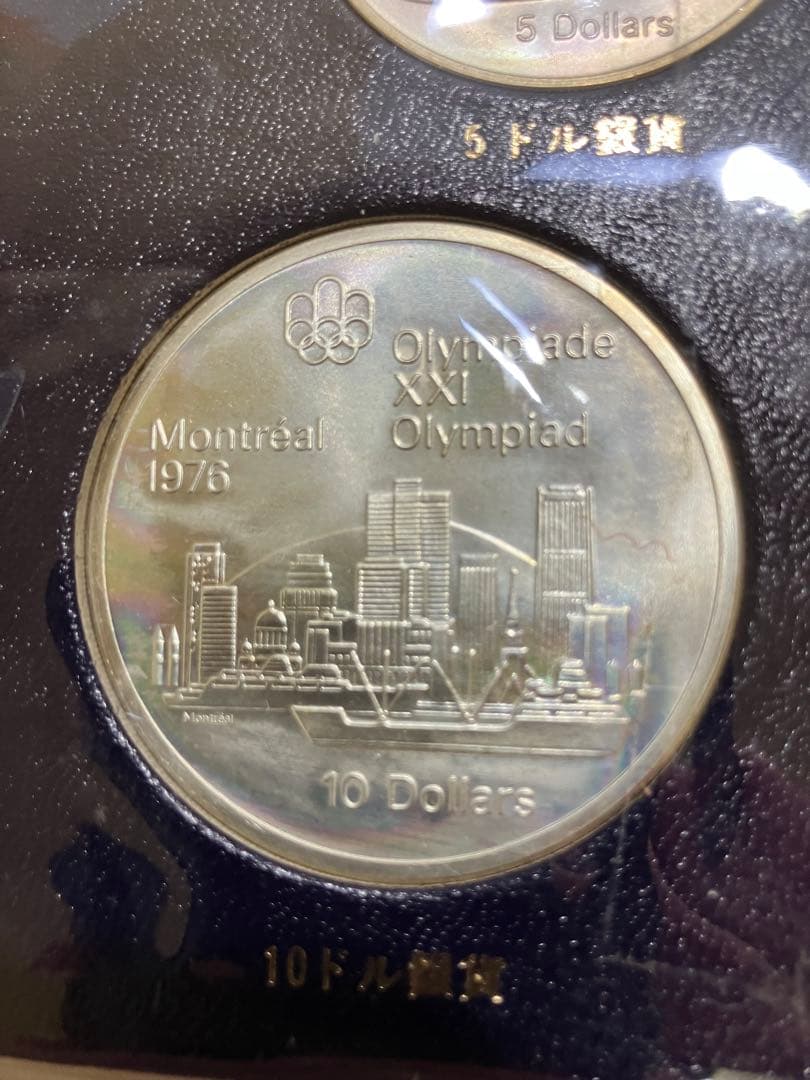 5 Dollars
5ドル銀貨
Olympiade
XXI
Olympiad
Montréal
1976
Montréal
10 Dollars
10ドル銀貨